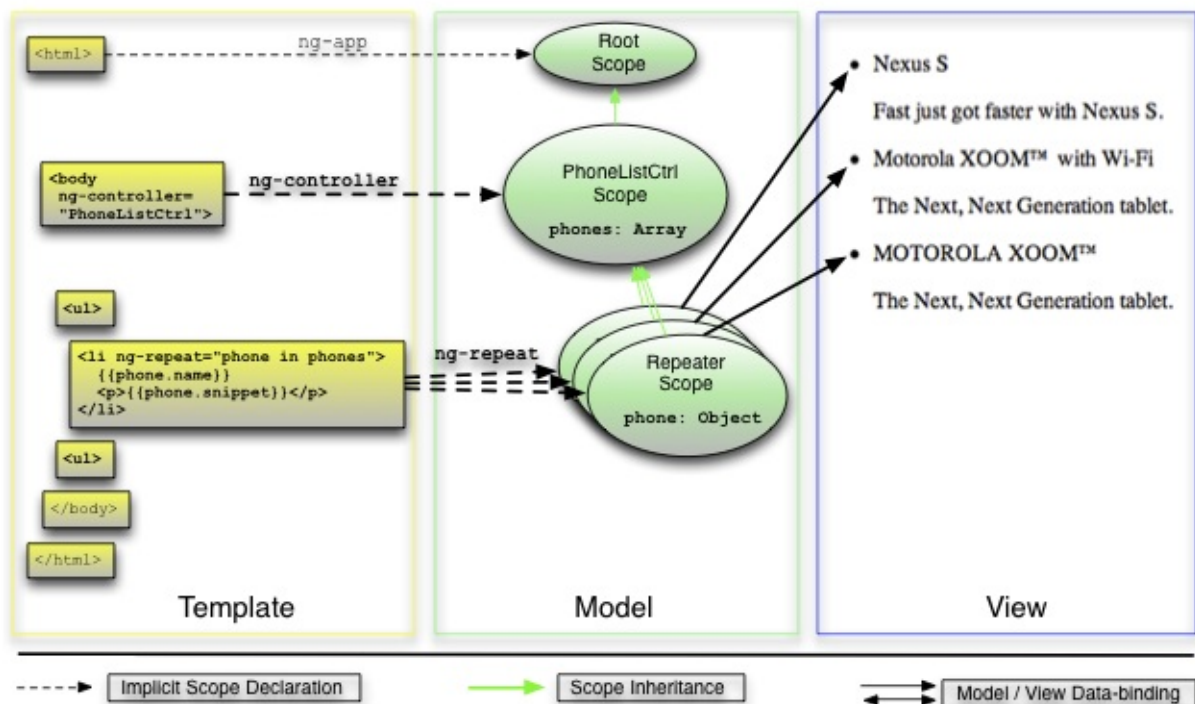 <html>
ng-app
Root
Scope
<body
ng-controller=
"PhoneListCtrl">
ng-controller
PhoneListCtrl
Scope
phones: Array
<ul>
<li ng-repeat="phone in phones">
{{phone.name}}
<p>{{phone.snippet}}</p>
</li>
ng-repeat
Repeater
Scope
phone: Object
<ul>
</body>
</html>
Template
Model
• Nexus S
Fast just got faster with Nexus S.
• Motorola XOOM™ with Wi-Fi
The Next, Next Generation tablet.
• MOTOROLA XOOM™
The Next, Next Generation tablet.
View
Implicit Scope Declaration
Scope Inheritance
Model / View Data-binding